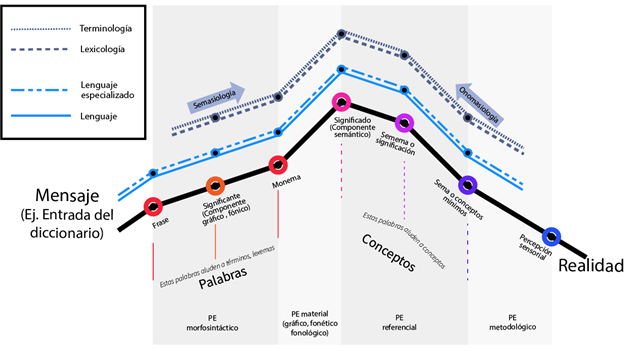 Terminología
Lexicología
Lenguaje
especializado
Lenguaje
Semasiología
Onomasiología
Mensaje
(Ej. Entrada del
diccionario)
Frase
Significante
(Componente
gráfico, fónico)
Monema
Significado
(Componente
semántico)
Semema o
significación
Sema o conceptos
mínimos
Percepción
sensorial
Realidad
Estas palabras aluden a términos, lexemas
Palabras
Estas palabras aluden a conceptos
Conceptos
PE
morfosintáctico
PE material
(gráfico, fonético
fonológico)
PE
referencial
PE
metodológico